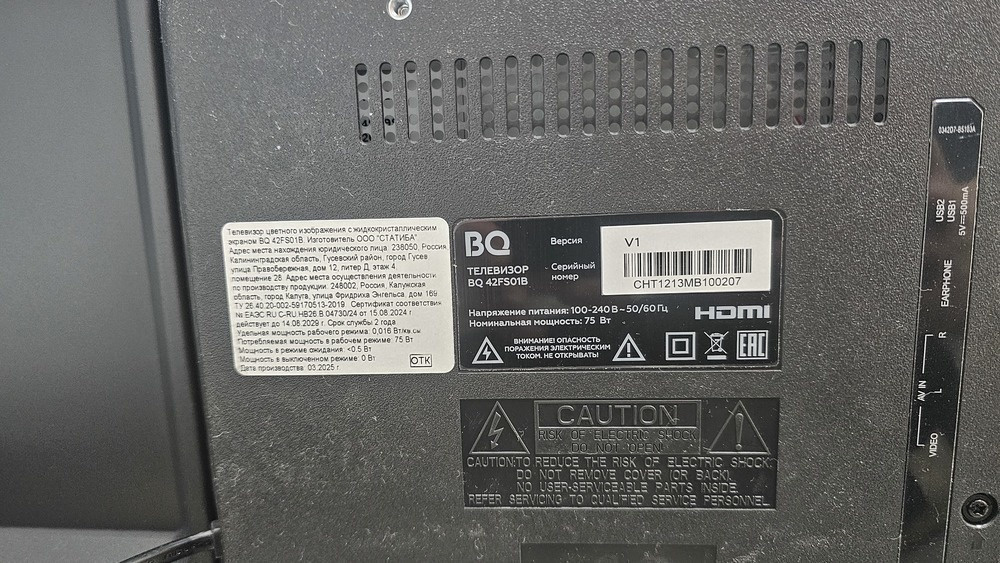 Телевизор цветного изображения с жидкокристаллическим
экраном BQ 42FS01B, Изготовитель ООО "СТАТИБА"
Адрес места нахождения юридического лица: 238050, Россия
Калининградская область, Гусевский район, город Гусев
улица Правобережная, дом 12, литер Д, этаж 4,
помещение 28. Адрес места осуществления деятельности
по производству продукции: 248002, Россия, Калужская
область, город Калуга, улица Фридриха Энгельса, дом 169
ТУ 26.40.20-002-59170513-2019. Сертификат соответствия
№ ЕАЭС RU С-RU.НВ26.В.04730/24 от 15.08.2024 г
действует до 14.08.2029 г. Срок службы 2 года
Удельная мощность рабочего режима: 0,016 Вт/кв.см
Потребляемая мощность в рабочем режиме: 75 Вт
Мощность в режиме ожидания: <0.5 Вт
Мощность в выключенном режиме: 0 Вт
Дата производства: 03.2025 г.
ОТК
BQ
ТЕЛЕВИЗОР
BQ 42FS01B
Версия
V1
Серийный
номер
CHT1213MB100207
Напряжение питания: 100-240 В ~ 50/60 Гц
Номинальная мощность: 75 Вт
HDMI
ВНИМАНИЕ! ОПАСНОСТЬ
ПОРАЖЕНИЯ ЭЛЕКТРИЧЕСКИМ
ТОКОМ. НЕ ОТКРЫВАТЬ!
EAC
CAUTION
RISK OF ELECTRIC SHOCK
DO NOT OPEN!
CAUTION:TO REDUCE THE RISK OF ELECTRIC SHOCK,
DO NOT REMOVE COVER (OR BACK).
NO USER-SERVICEABLE PARTS INSIDE.
REFER SERVICING TO QUALIFIED SERVICE PERSONNEL.
0342D7-B5103A
USB2
USB1
5V⎓500mA
EARPHONE
R
L
AV IN
VIDEO